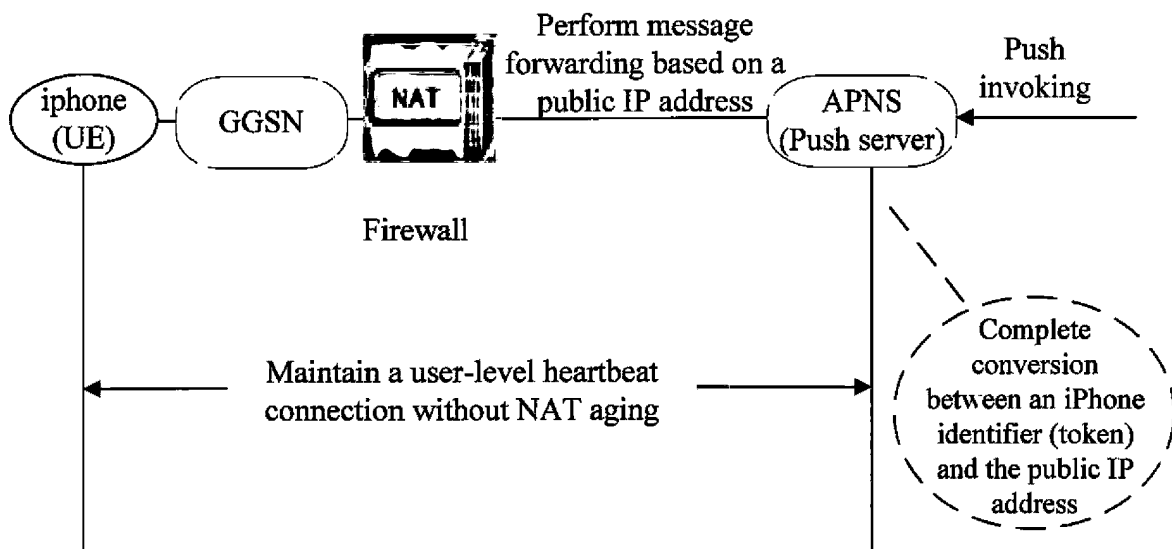 iphone
(UE)
GGSN
NAT
Firewall
Perform message
forwarding based on a
public IP address
APNS
(Push server)
Push
invoking
Maintain a user-level heartbeat
connection without NAT aging
Complete
conversion
between an iPhone
identifier (token)
and the public IP
address